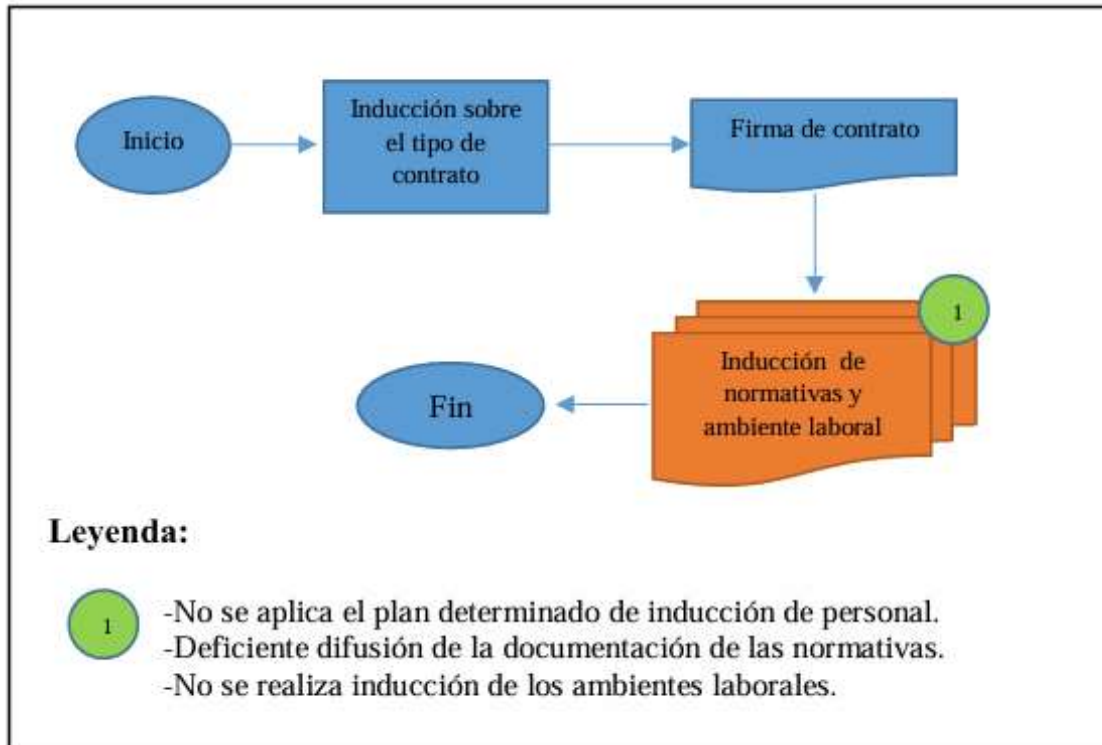 Inicio
Inducción sobre
el tipo de
contrato
Firma de contrato
1
Inducción de
normativas y
ambiente laboral
Fin
Leyenda:
1
-No se aplica el plan determinado de inducción de personal.
-Deficiente difusión de la documentación de las normativas.
-No se realiza inducción de los ambientes laborales.